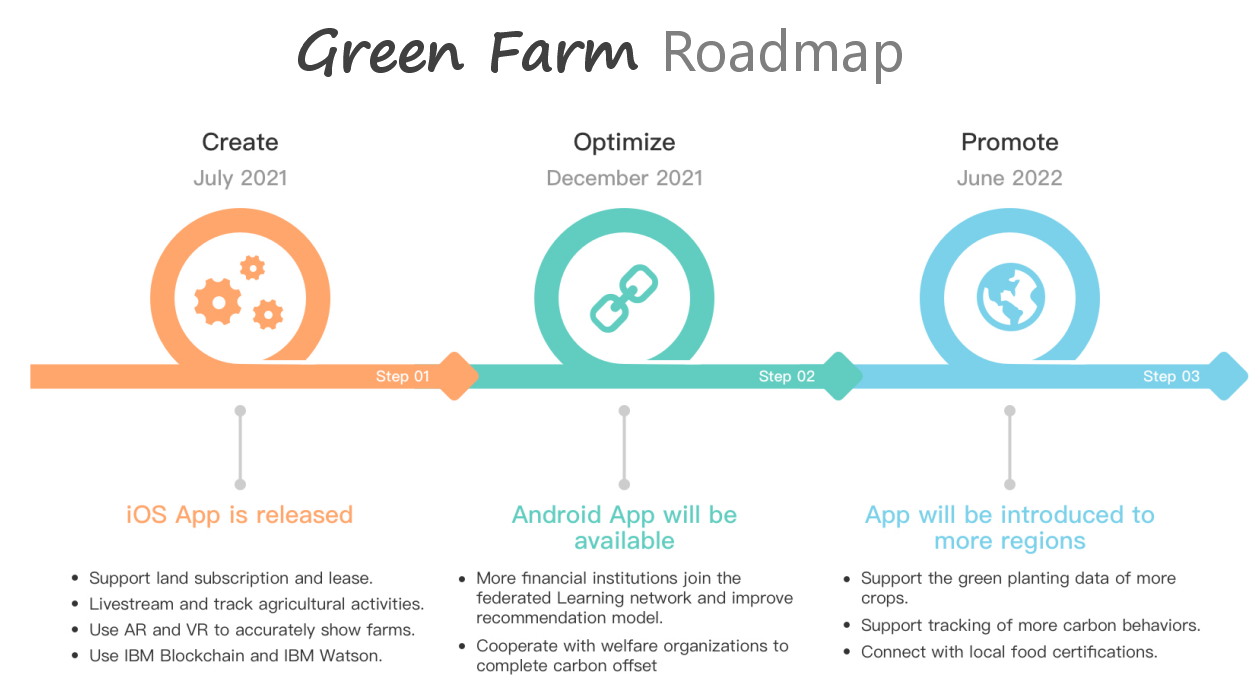 Green Farm Roadmap
Create
July 2021
Optimize
December 2021
Promote
June 2022
Step 01
Step 02
Step 03
iOS App is released
• Support land subscription and lease.
• Livestream and track agricultural activities.
• Use AR and VR to accurately show farms.
• Use IBM Blockchain and IBM Watson.
Android App will be
available
• More financial institutions join the
federated Learning network and improve
recommendation model.
• Cooperate with welfare organizations to
complete carbon offset
App will be introduced to
more regions
• Support the green planting data of more
crops.
• Support tracking of more carbon behaviors.
• Connect with local food certifications.